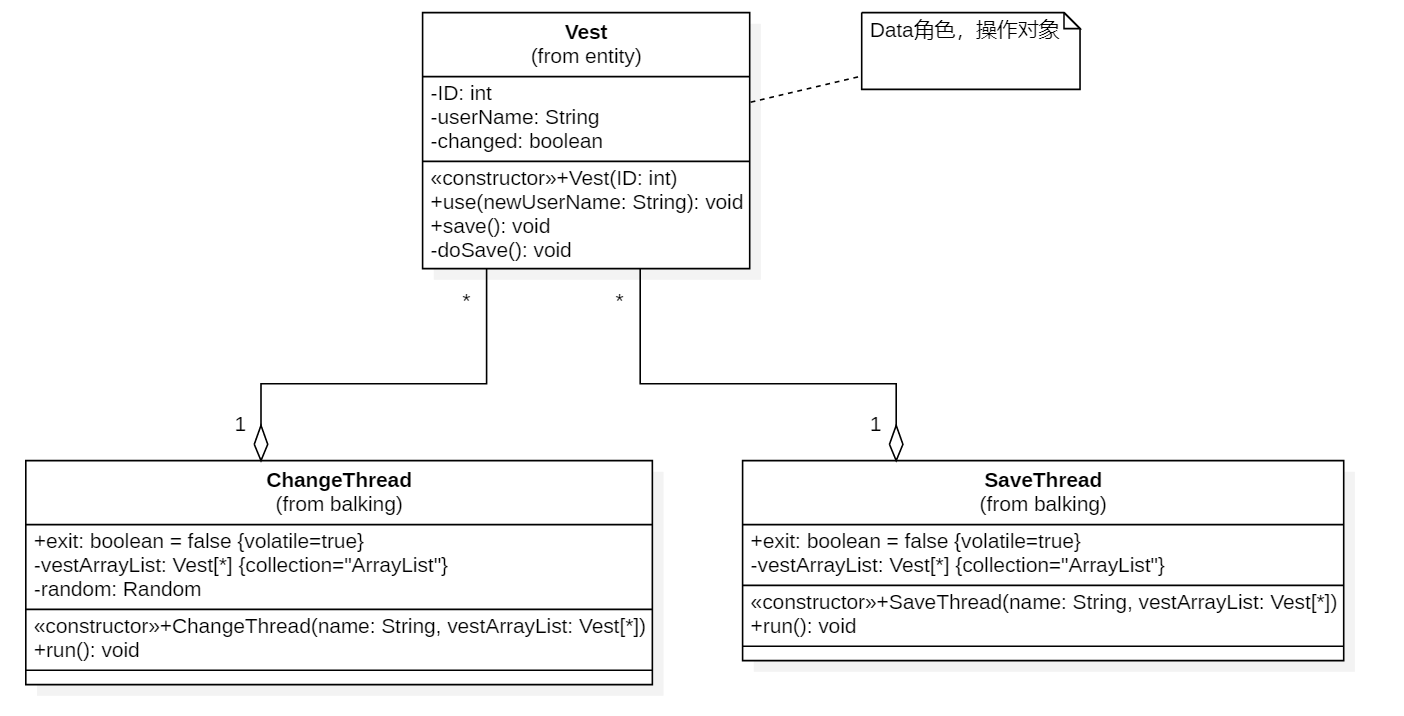 Vest
(from entity)
-ID: int
-userName: String
-changed: boolean
«constructor»+Vest(ID: int)
+use(newUserName: String): void
+save(): void
-doSave(): void
Data角色，操作对象
*
*
1
1
ChangeThread
(from balking)
+exit: boolean = false {volatile=true}
-vestArrayList: Vest[*] {collection="ArrayList"}
-random: Random
«constructor»+ChangeThread(name: String, vestArrayList: Vest[*])
+run(): void
SaveThread
(from balking)
+exit: boolean = false {volatile=true}
-vestArrayList: Vest[*] {collection="ArrayList"}
«constructor»+SaveThread(name: String, vestArrayList: Vest[*])
+run(): void